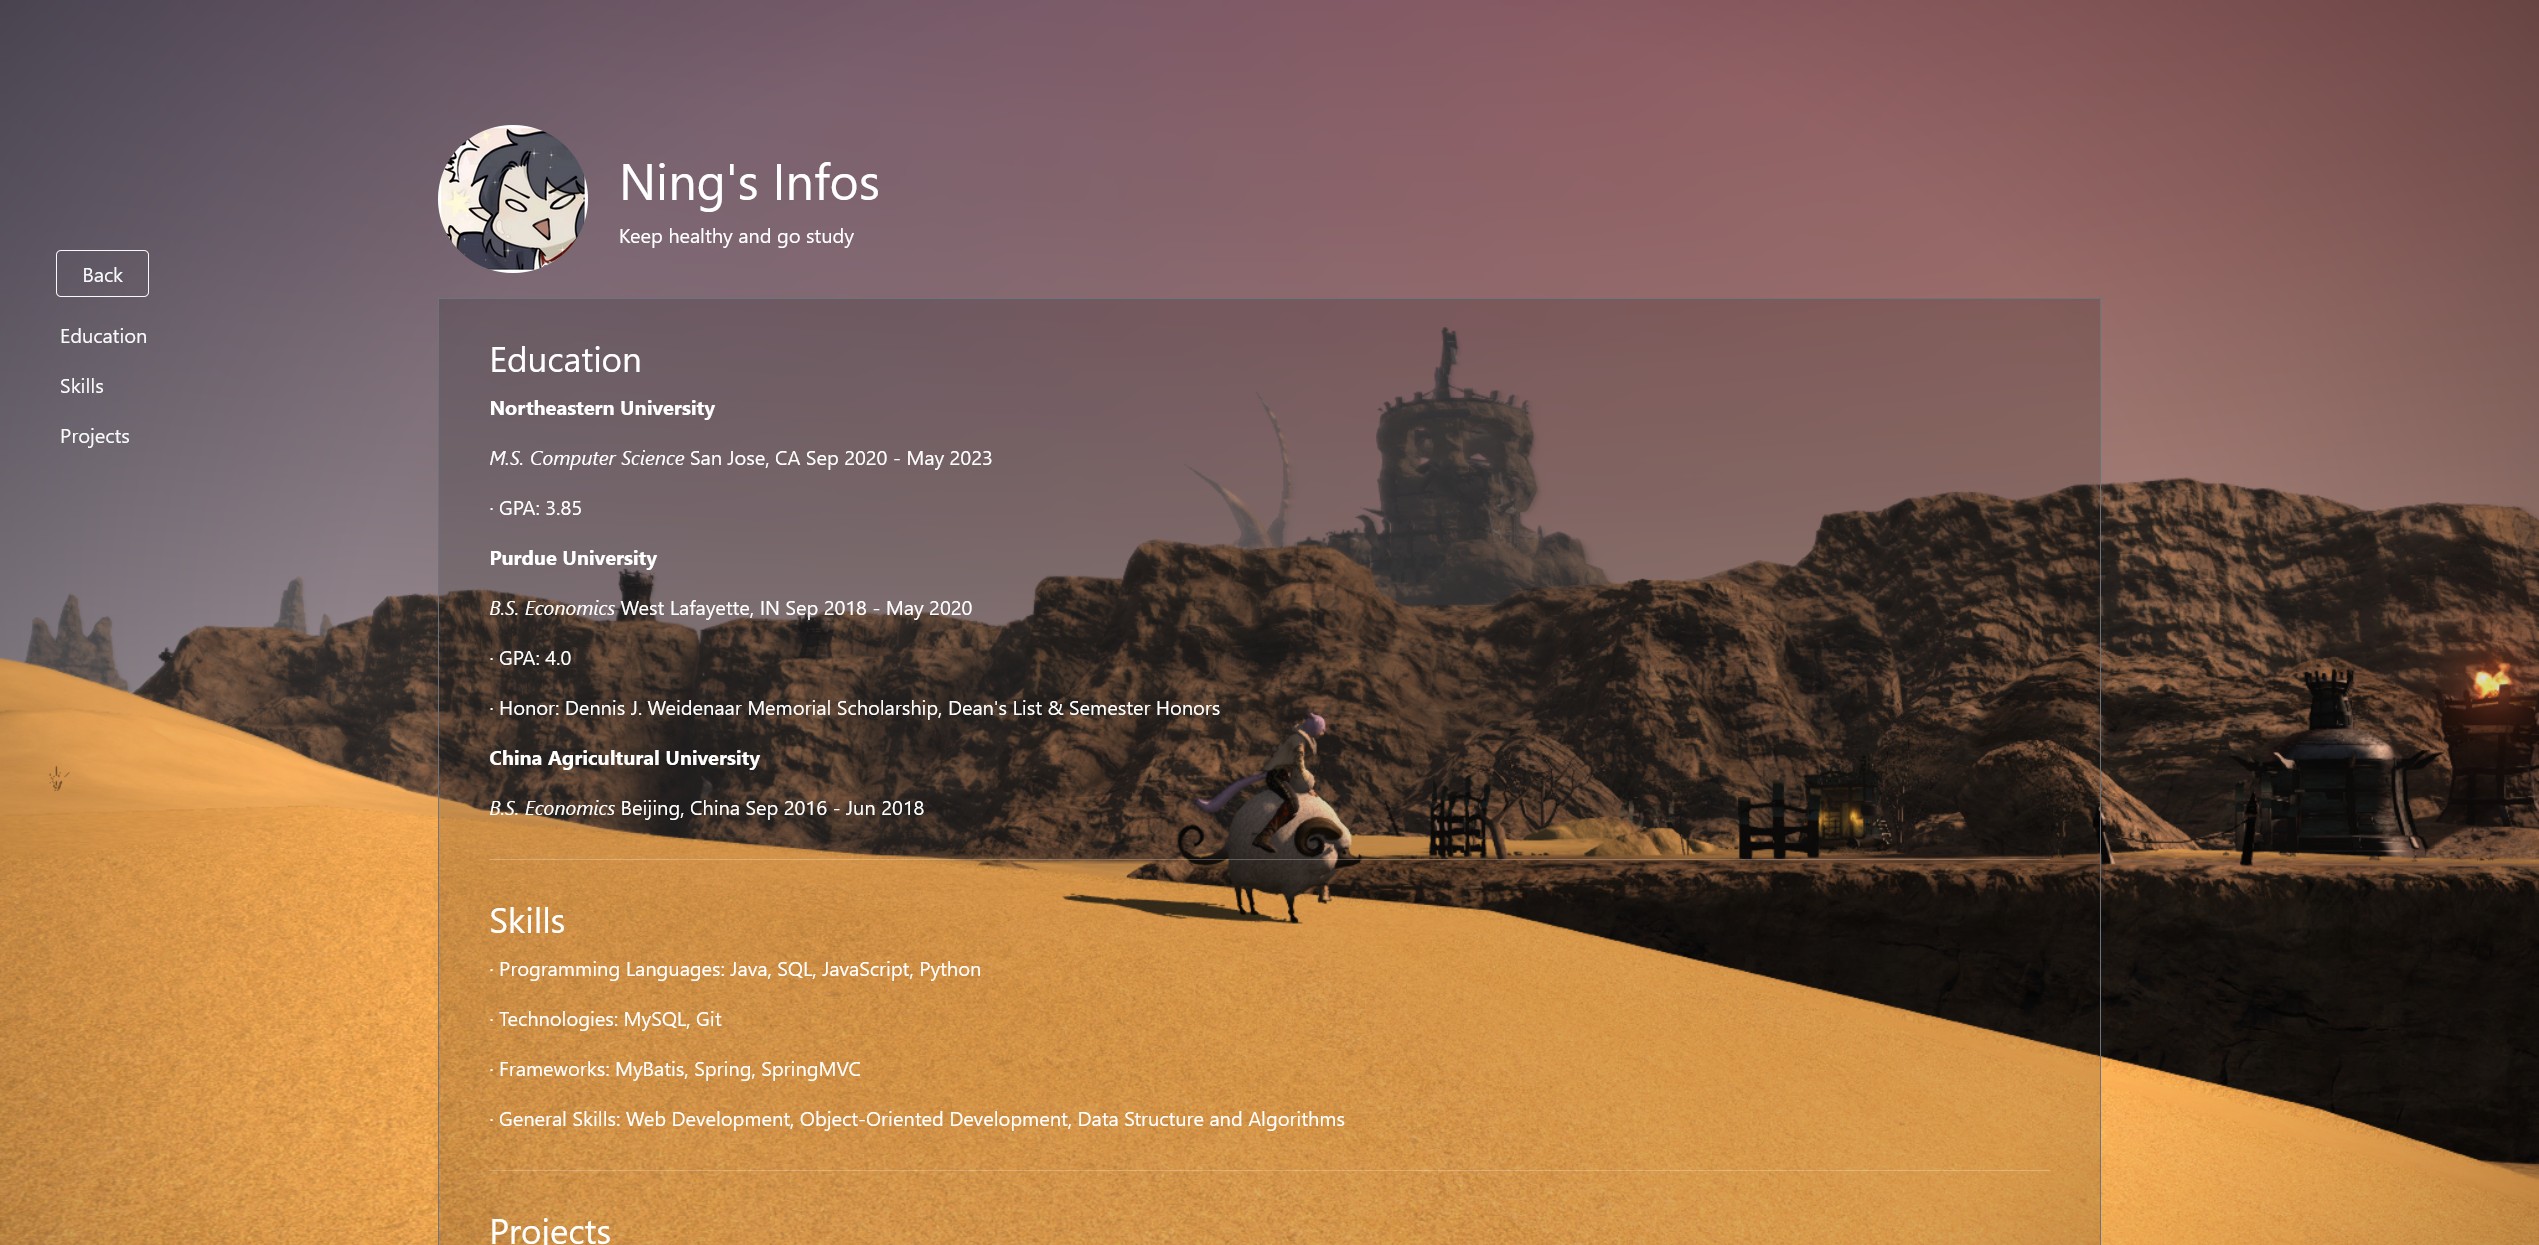 Ning's Infos
Keep healthy and go study
Back
Education
Skills
Projects
Education
Northeastern University
M.S. Computer Science San Jose, CA Sep 2020 - May 2023
· GPA: 3.85
Purdue University
B.S. Economics West Lafayette, IN Sep 2018 - May 2020
· GPA: 4.0
· Honor: Dennis J. Weidenaar Memorial Scholarship, Dean's List & Semester Honors
China Agricultural University
B.S. Economics Beijing, China Sep 2016 - Jun 2018
Skills
· Programming Languages: Java, SQL, JavaScript, Python
· Technologies: MySQL, Git
· Frameworks: MyBatis, Spring, SpringMVC
· General Skills: Web Development, Object-Oriented Development, Data Structure and Algorithms
Projects